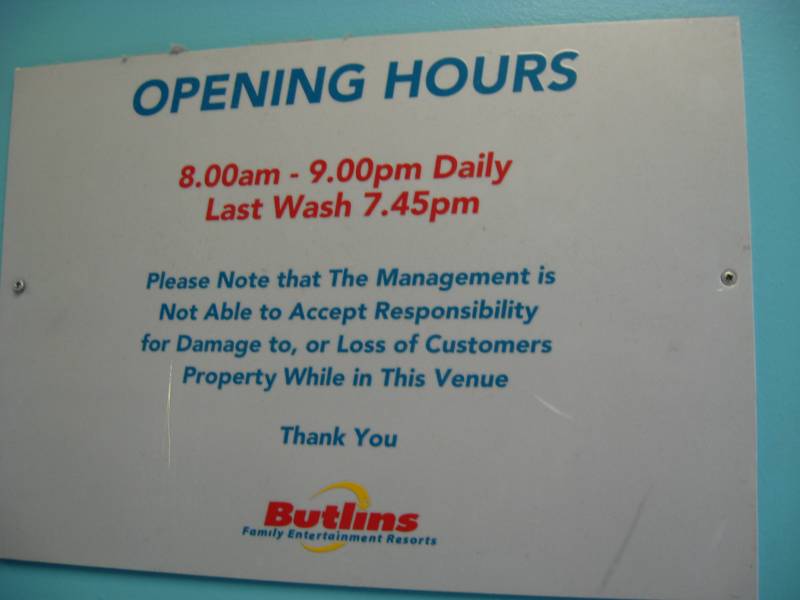 OPENING HOURS
8.00am - 9.00pm Daily
Last Wash 7.45pm
Please Note that The Management is
Not Able to Accept Responsibility
for Damage to, or Loss of Customers
Property While in This Venue
Thank You
Butlins
Family Entertainment Resorts